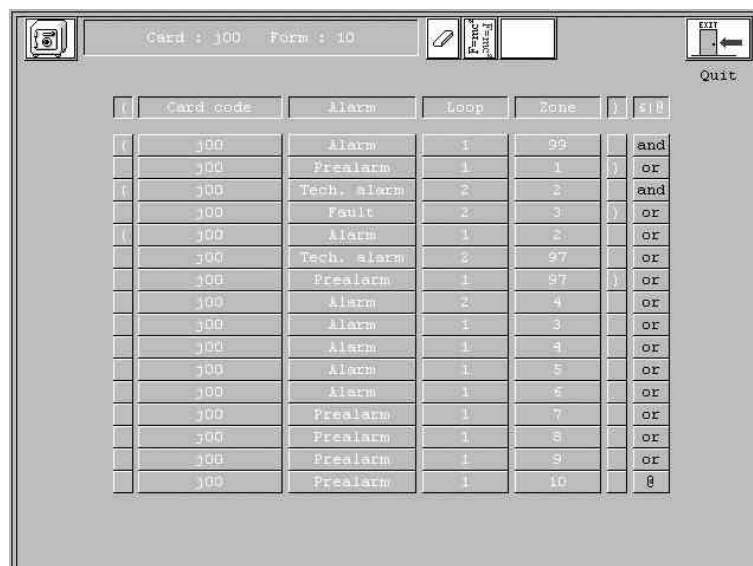 Card : j00 Form : 10
F=mc²
F=mc²
EXIT
Quit
( Card code Alarm Loop Zone ) &|@
( j00 Alarm 1 99 and
j00 Prealarm 1 1 ) or
( j00 Tech. alarm 2 2 and
j00 Fault 2 3 ) or
( j00 Alarm 1 2 or
j00 Tech. alarm 2 97 or
j00 Prealarm 1 97 ) or
j00 Alarm 2 4 or
j00 Alarm 1 3 or
j00 Alarm 1 4 or
j00 Alarm 1 5 or
j00 Alarm 1 6 or
j00 Prealarm 1 7 or
j00 Prealarm 1 8 or
j00 Prealarm 1 9 or
j00 Prealarm 1 10 @